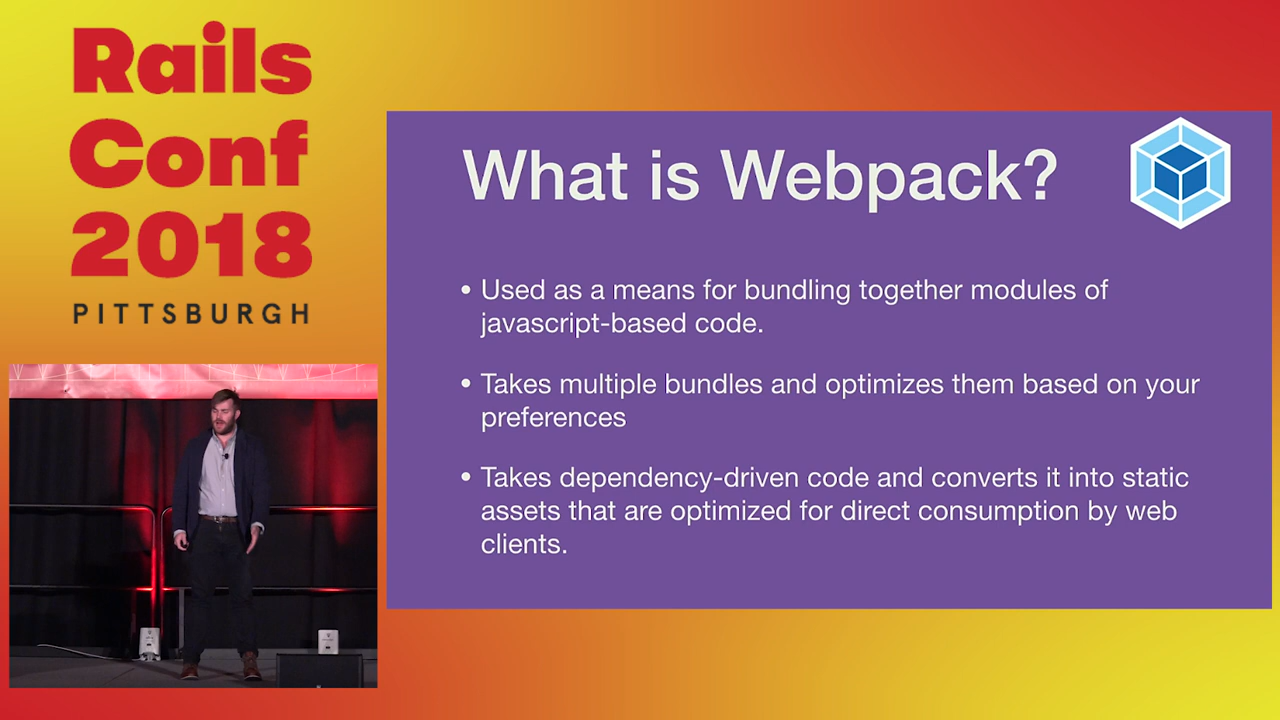 Rails
Conf
2018
PITTSBURGH
What is Webpack?
• Used as a means for bundling together modules of
javascript-based code.
• Takes multiple bundles and optimizes them based on your
preferences
• Takes dependency-driven code and converts it into static
assets that are optimized for direct consumption by web
clients.